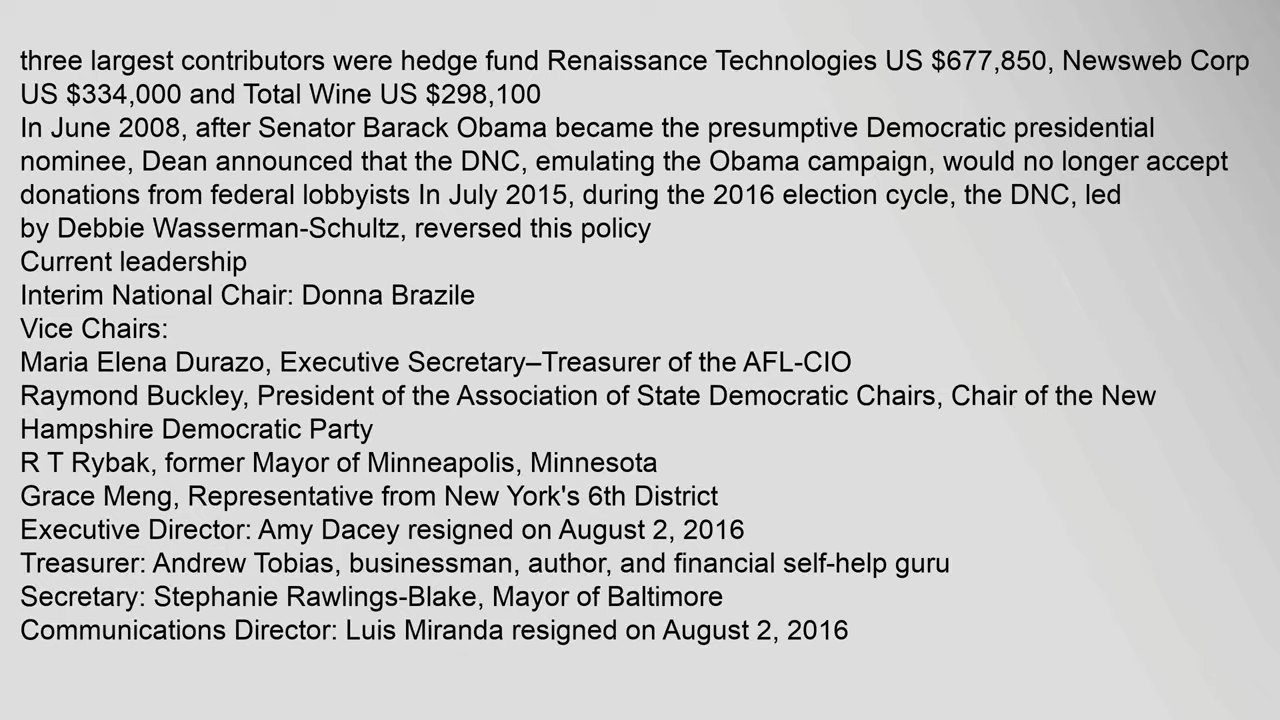 three largest contributors were hedge fund Renaissance Technologies US $677,850, Newsweb Corp
US $334,000 and Total Wine US $298,100
In June 2008, after Senator Barack Obama became the presumptive Democratic presidential
nominee, Dean announced that the DNC, emulating the Obama campaign, would no longer accept
donations from federal lobbyists In July 2015, during the 2016 election cycle, the DNC, led
by Debbie Wasserman-Schultz, reversed this policy
Current leadership
Interim National Chair: Donna Brazile
Vice Chairs:
Maria Elena Durazo, Executive Secretary–Treasurer of the AFL-CIO
Raymond Buckley, President of the Association of State Democratic Chairs, Chair of the New
Hampshire Democratic Party
R T Rybak, former Mayor of Minneapolis, Minnesota
Grace Meng, Representative from New York's 6th District
Executive Director: Amy Dacey resigned on August 2, 2016
Treasurer: Andrew Tobias, businessman, author, and financial self-help guru
Secretary: Stephanie Rawlings-Blake, Mayor of Baltimore
Communications Director: Luis Miranda resigned on August 2, 2016